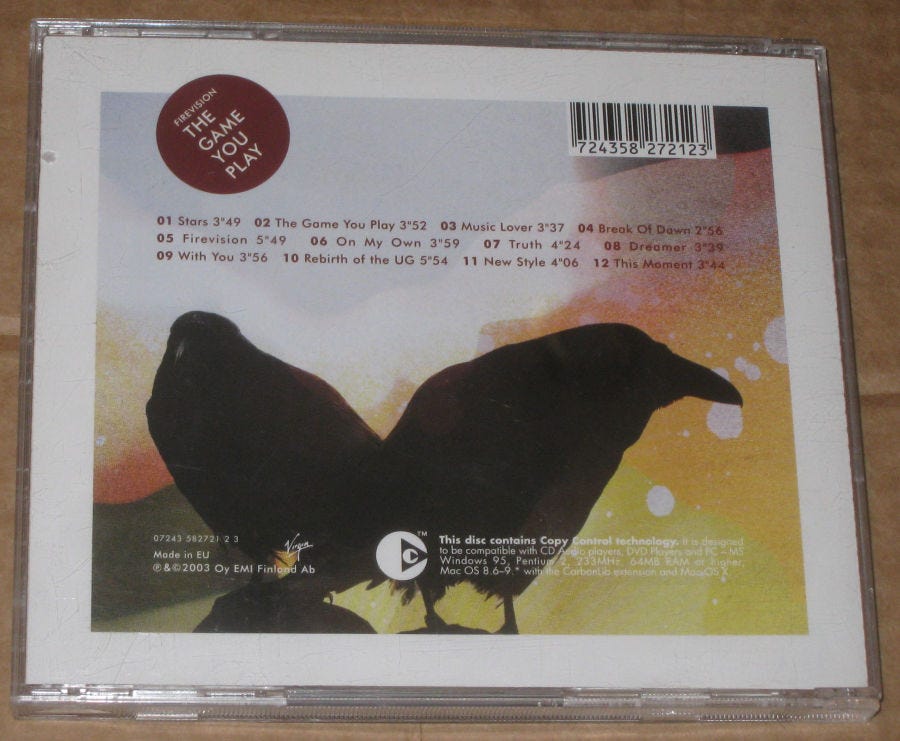 FIREVISION
THE
GAME
YOU
PLAY
724358 272123
01 Stars 3"49 02 The Game You Play 3"52 03 Music Lover 3"37 04 Break Of Dawn 2"56
05 Firevision 5"49 06 On My Own 3"59 07 Truth 4"24 08 Dreamer 3"39
09 With You 3"56 10 Rebirth of the UG 5"54 11 New Style 4"06 12 This Moment 3"44
07243 582721 2 3
Virgin
Made in EU
℗&©2003 Oy EMI Finland Ab
C
TM
This disc contains Copy Control technology. It is designed
to be compatible with CD Audio players, DVD Players and PC – MS
Windows 95, Pentium 2, 233MHz, 64MB RAM or higher,
Mac OS 8.6–9.* with the CarbonLib extension and MacOS X